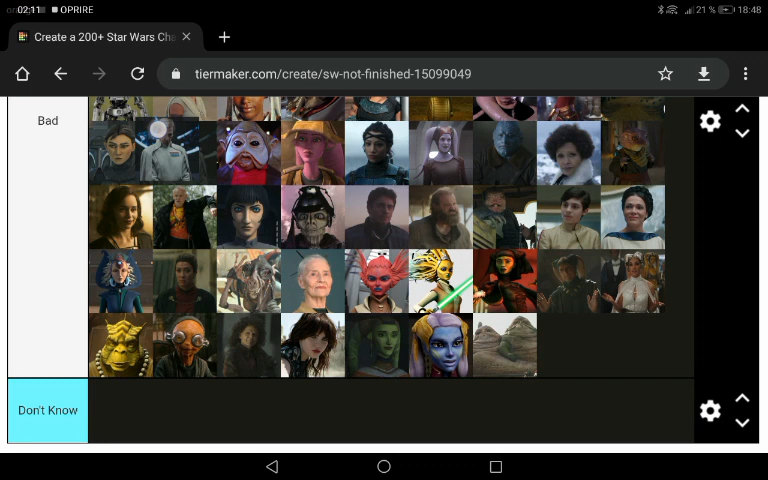 02:11 OPRIRE
21 % 18:48
Create a 200+ Star Wars Cha
tiermaker.com/create/sw-not-finished-15099049
Bad
Don't Know